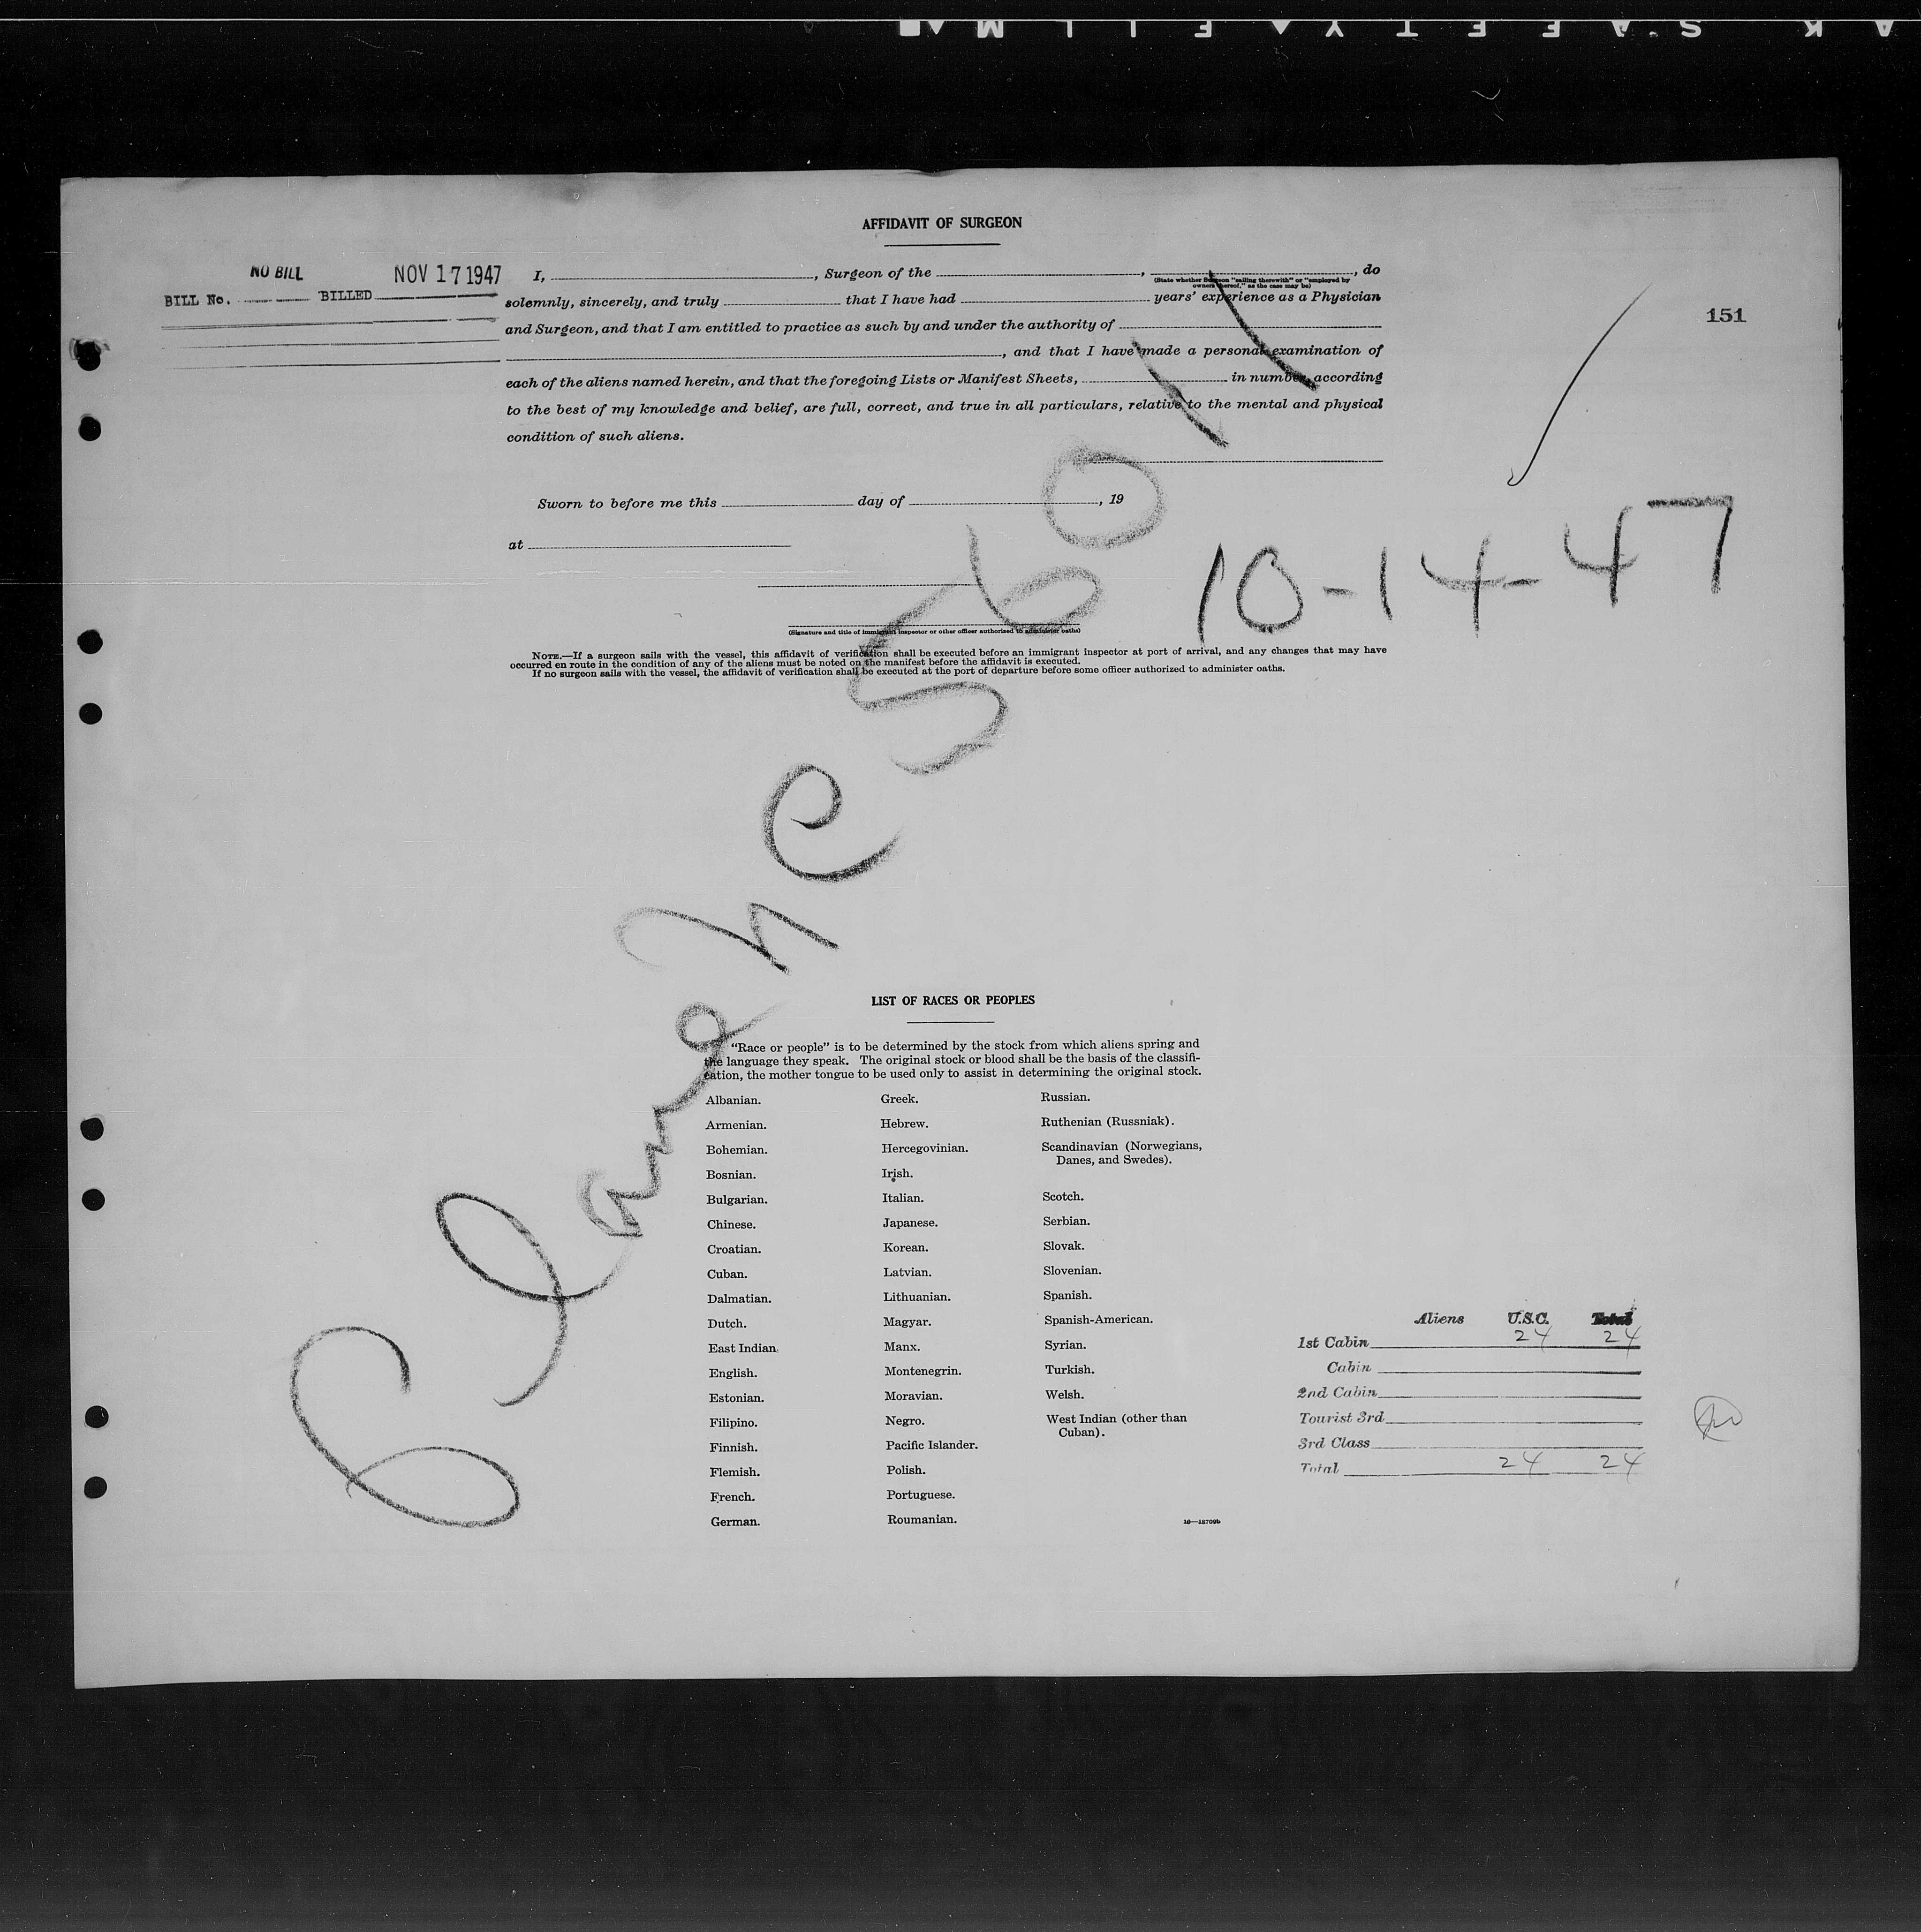 K SAFETY▲FILM▲■
AFFIDAVIT OF SURGEON
NO BILL NOV 17 1947
BILL No. BILLED
151
I, , Surgeon of the , , do
(State whether Surgeon "sailing therewith" or "employed by
owners thereof," as the case may be)
solemnly, sincerely, and truly that I have had years' experience as a Physician
and Surgeon, and that I am entitled to practice as such by and under the authority of
, and that I have made a personal examination of
each of the aliens named herein, and that the foregoing Lists or Manifest Sheets, in number, according
to the best of my knowledge and belief, are full, correct, and true in all particulars, relative to the mental and physical
condition of such aliens.
Sworn to before me this day of , 19
at
10-14-47
(Signature and title of immigrant inspector or other officer authorized to administer oaths)
NOTE.—If a surgeon sails with the vessel, this affidavit of verification shall be executed before an immigrant inspector at port of arrival, and any changes that may have
occurred en route in the condition of any of the aliens must be noted on the manifest before the affidavit is executed.
If no surgeon sails with the vessel, the affidavit of verification shall be executed at the port of departure before some officer authorized to administer oaths.
LIST OF RACES OR PEOPLES
"Race or people" is to be determined by the stock from which aliens spring and
the language they speak. The original stock or blood shall be the basis of the classifi-
cation, the mother tongue to be used only to assist in determining the original stock.
Albanian.
Armenian.
Bohemian.
Bosnian.
Bulgarian.
Chinese.
Croatian.
Cuban.
Dalmatian.
Dutch.
East Indian.
English.
Estonian.
Filipino.
Finnish.
Flemish.
French.
German.
Greek.
Hebrew.
Hercegovinian.
Irish.
Italian.
Japanese.
Korean.
Latvian.
Lithuanian.
Magyar.
Manx.
Montenegrin.
Moravian.
Negro.
Pacific Islander.
Polish.
Portuguese.
Roumanian.
Russian.
Ruthenian (Russniak).
Scandinavian (Norwegians,
Danes, and Swedes).
Scotch.
Serbian.
Slovak.
Slovenian.
Spanish.
Spanish-American.
Syrian.
Turkish.
Welsh.
West Indian (other than
Cuban).
Aliens U.S.C. Total
1st Cabin 24 24
Cabin
2nd Cabin
Tourist 3rd
3rd Class
Total 24 24